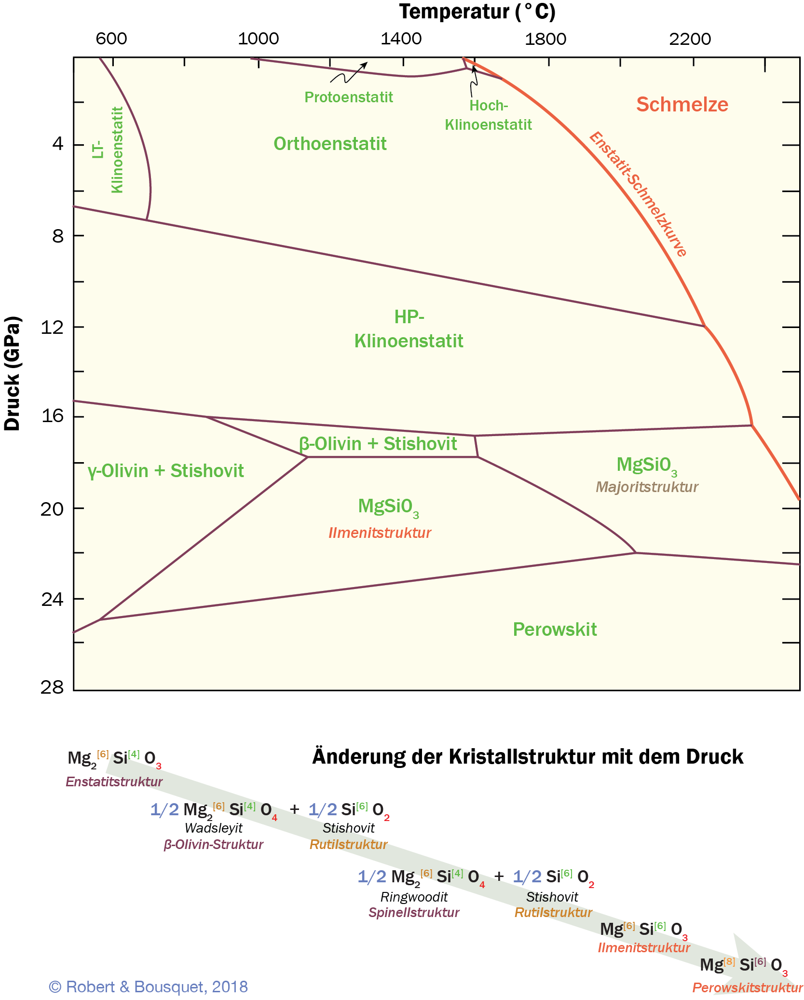 Temperatur (°C)
600 1000 1400 1800 2200
Druck (GPa)
4
8
12
16
20
24
28
LT-
Klinoenstatit
Protoenstatit
Hoch-
Klinoenstatit
Orthoenstatit
Schmelze
Enstatit-Schmelzkurve
HP-
Klinoenstatit
β-Olivin + Stishovit
γ-Olivin + Stishovit
MgSiO3
Majoritstruktur
MgSiO3
Ilmenitstruktur
Perowskit
Änderung der Kristallstruktur mit dem Druck
Mg2[6] Si[4] O3
Enstatitstruktur
1/2 Mg2[6] Si[4] O4 + 1/2 Si[6] O2
Wadsleyit Stishovit
β-Olivin-Struktur Rutilstruktur
1/2 Mg2[6] Si[4] O4 + 1/2 Si[6] O2
Ringwoodit Stishovit
Spinellstruktur Rutilstruktur
Mg[6] Si[6] O3
Ilmenitstruktur
Mg[8] Si[6] O3
Perowskitstruktur
© Robert & Bousquet, 2018